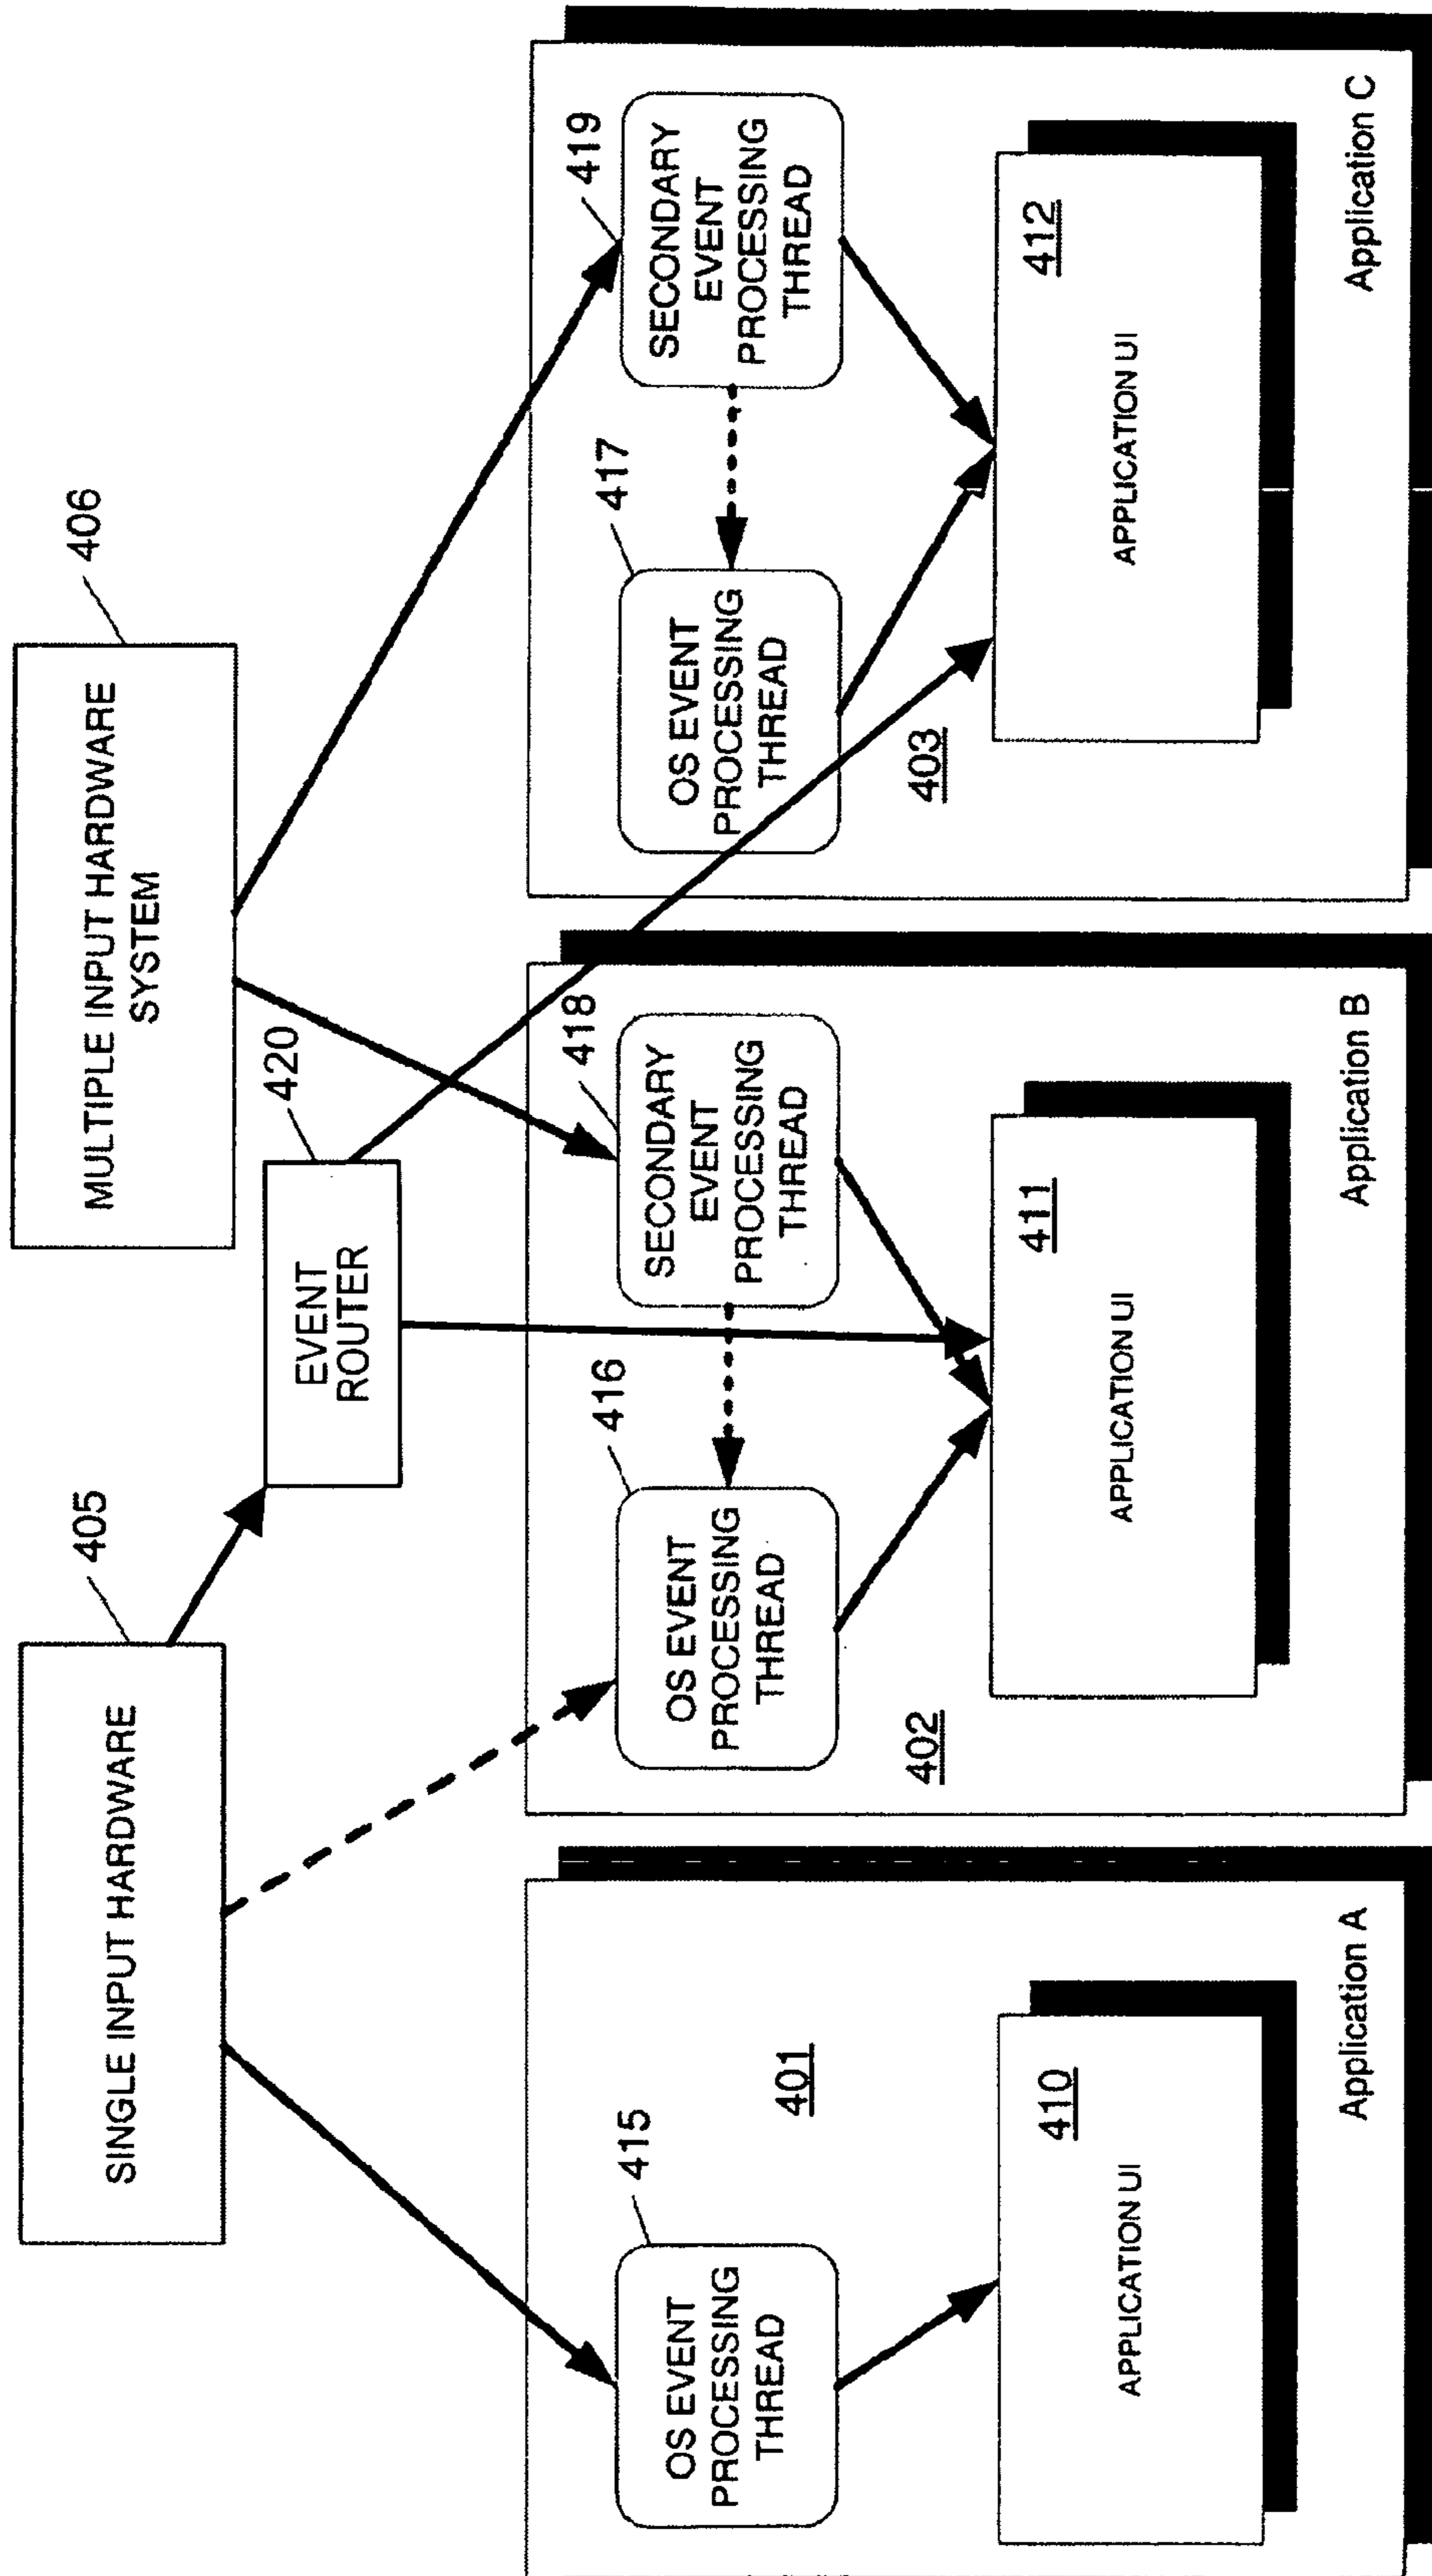 SINGLE INPUT HARDWARE
405
MULTIPLE INPUT HARDWARE
SYSTEM
406
EVENT
ROUTER
420
OS EVENT
PROCESSING
THREAD
415
401
410
APPLICATION UI
Application A
OS EVENT
PROCESSING
THREAD
416
SECONDARY
EVENT
PROCESSING
THREAD
418
402
411
APPLICATION UI
Application B
OS EVENT
PROCESSING
THREAD
417
SECONDARY
EVENT
PROCESSING
THREAD
419
403
412
APPLICATION UI
Application C